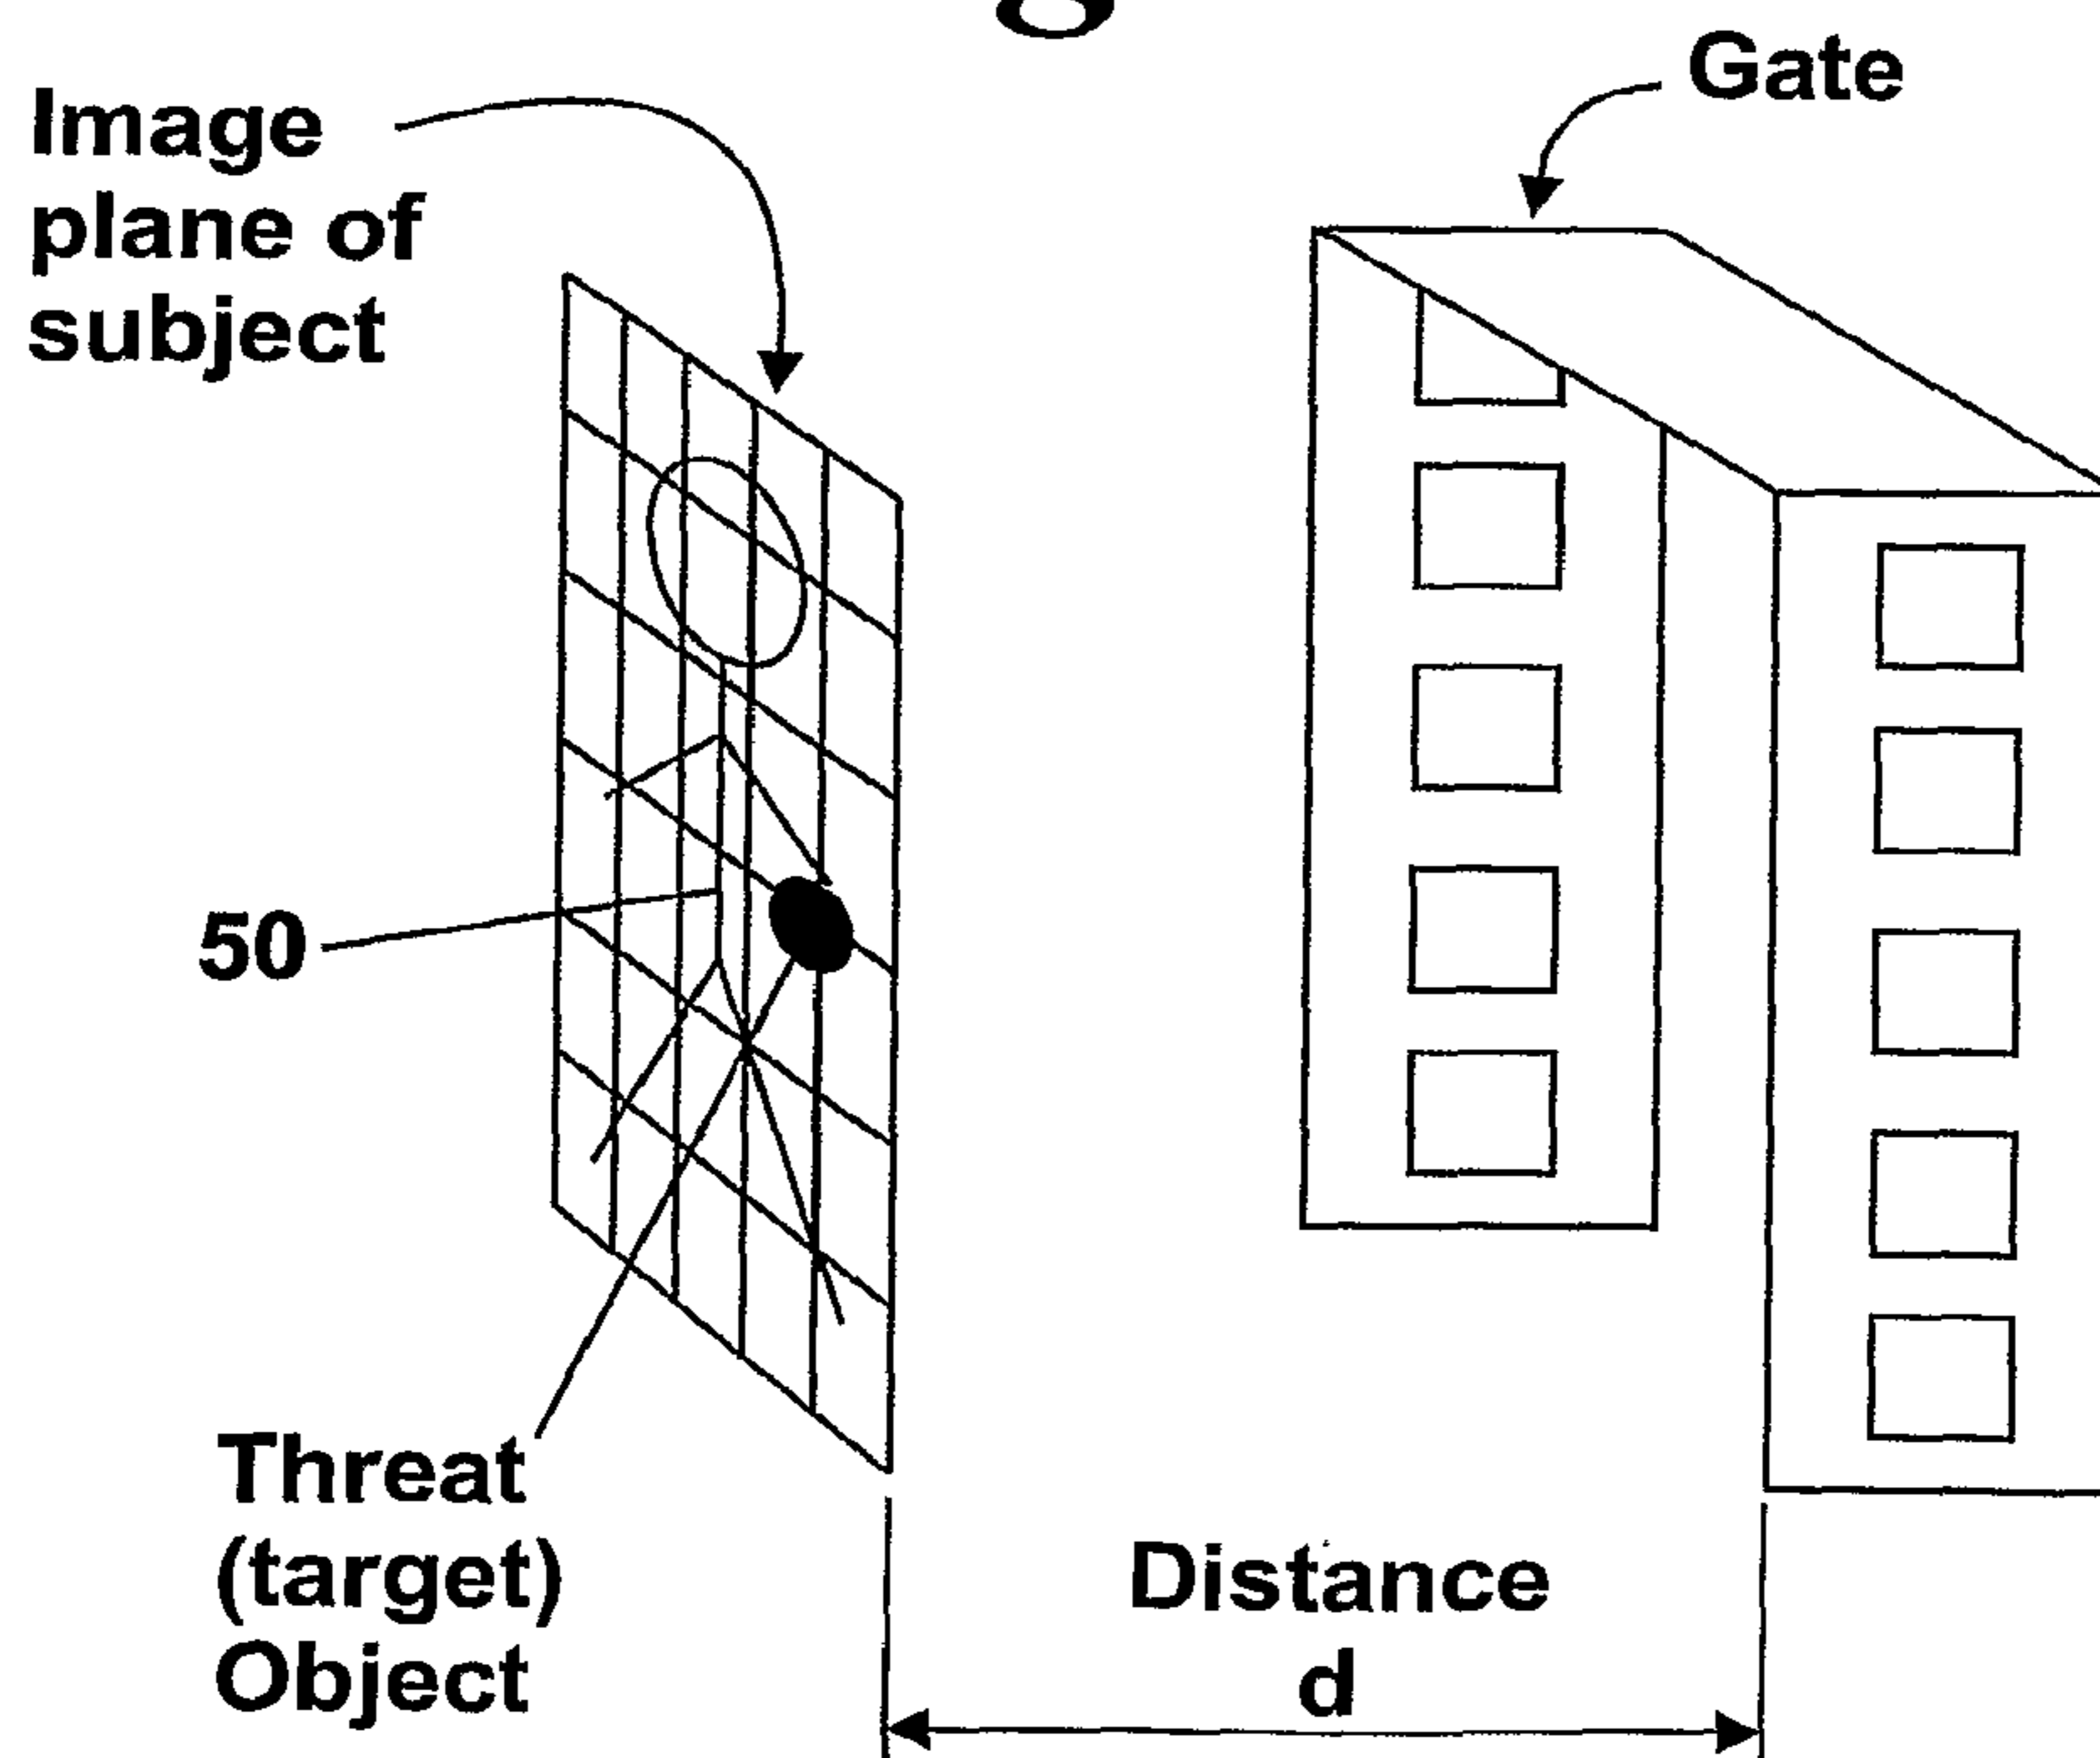 Image
plane of
subject
Gate
50
Threat
(target)
Object
Distance
d